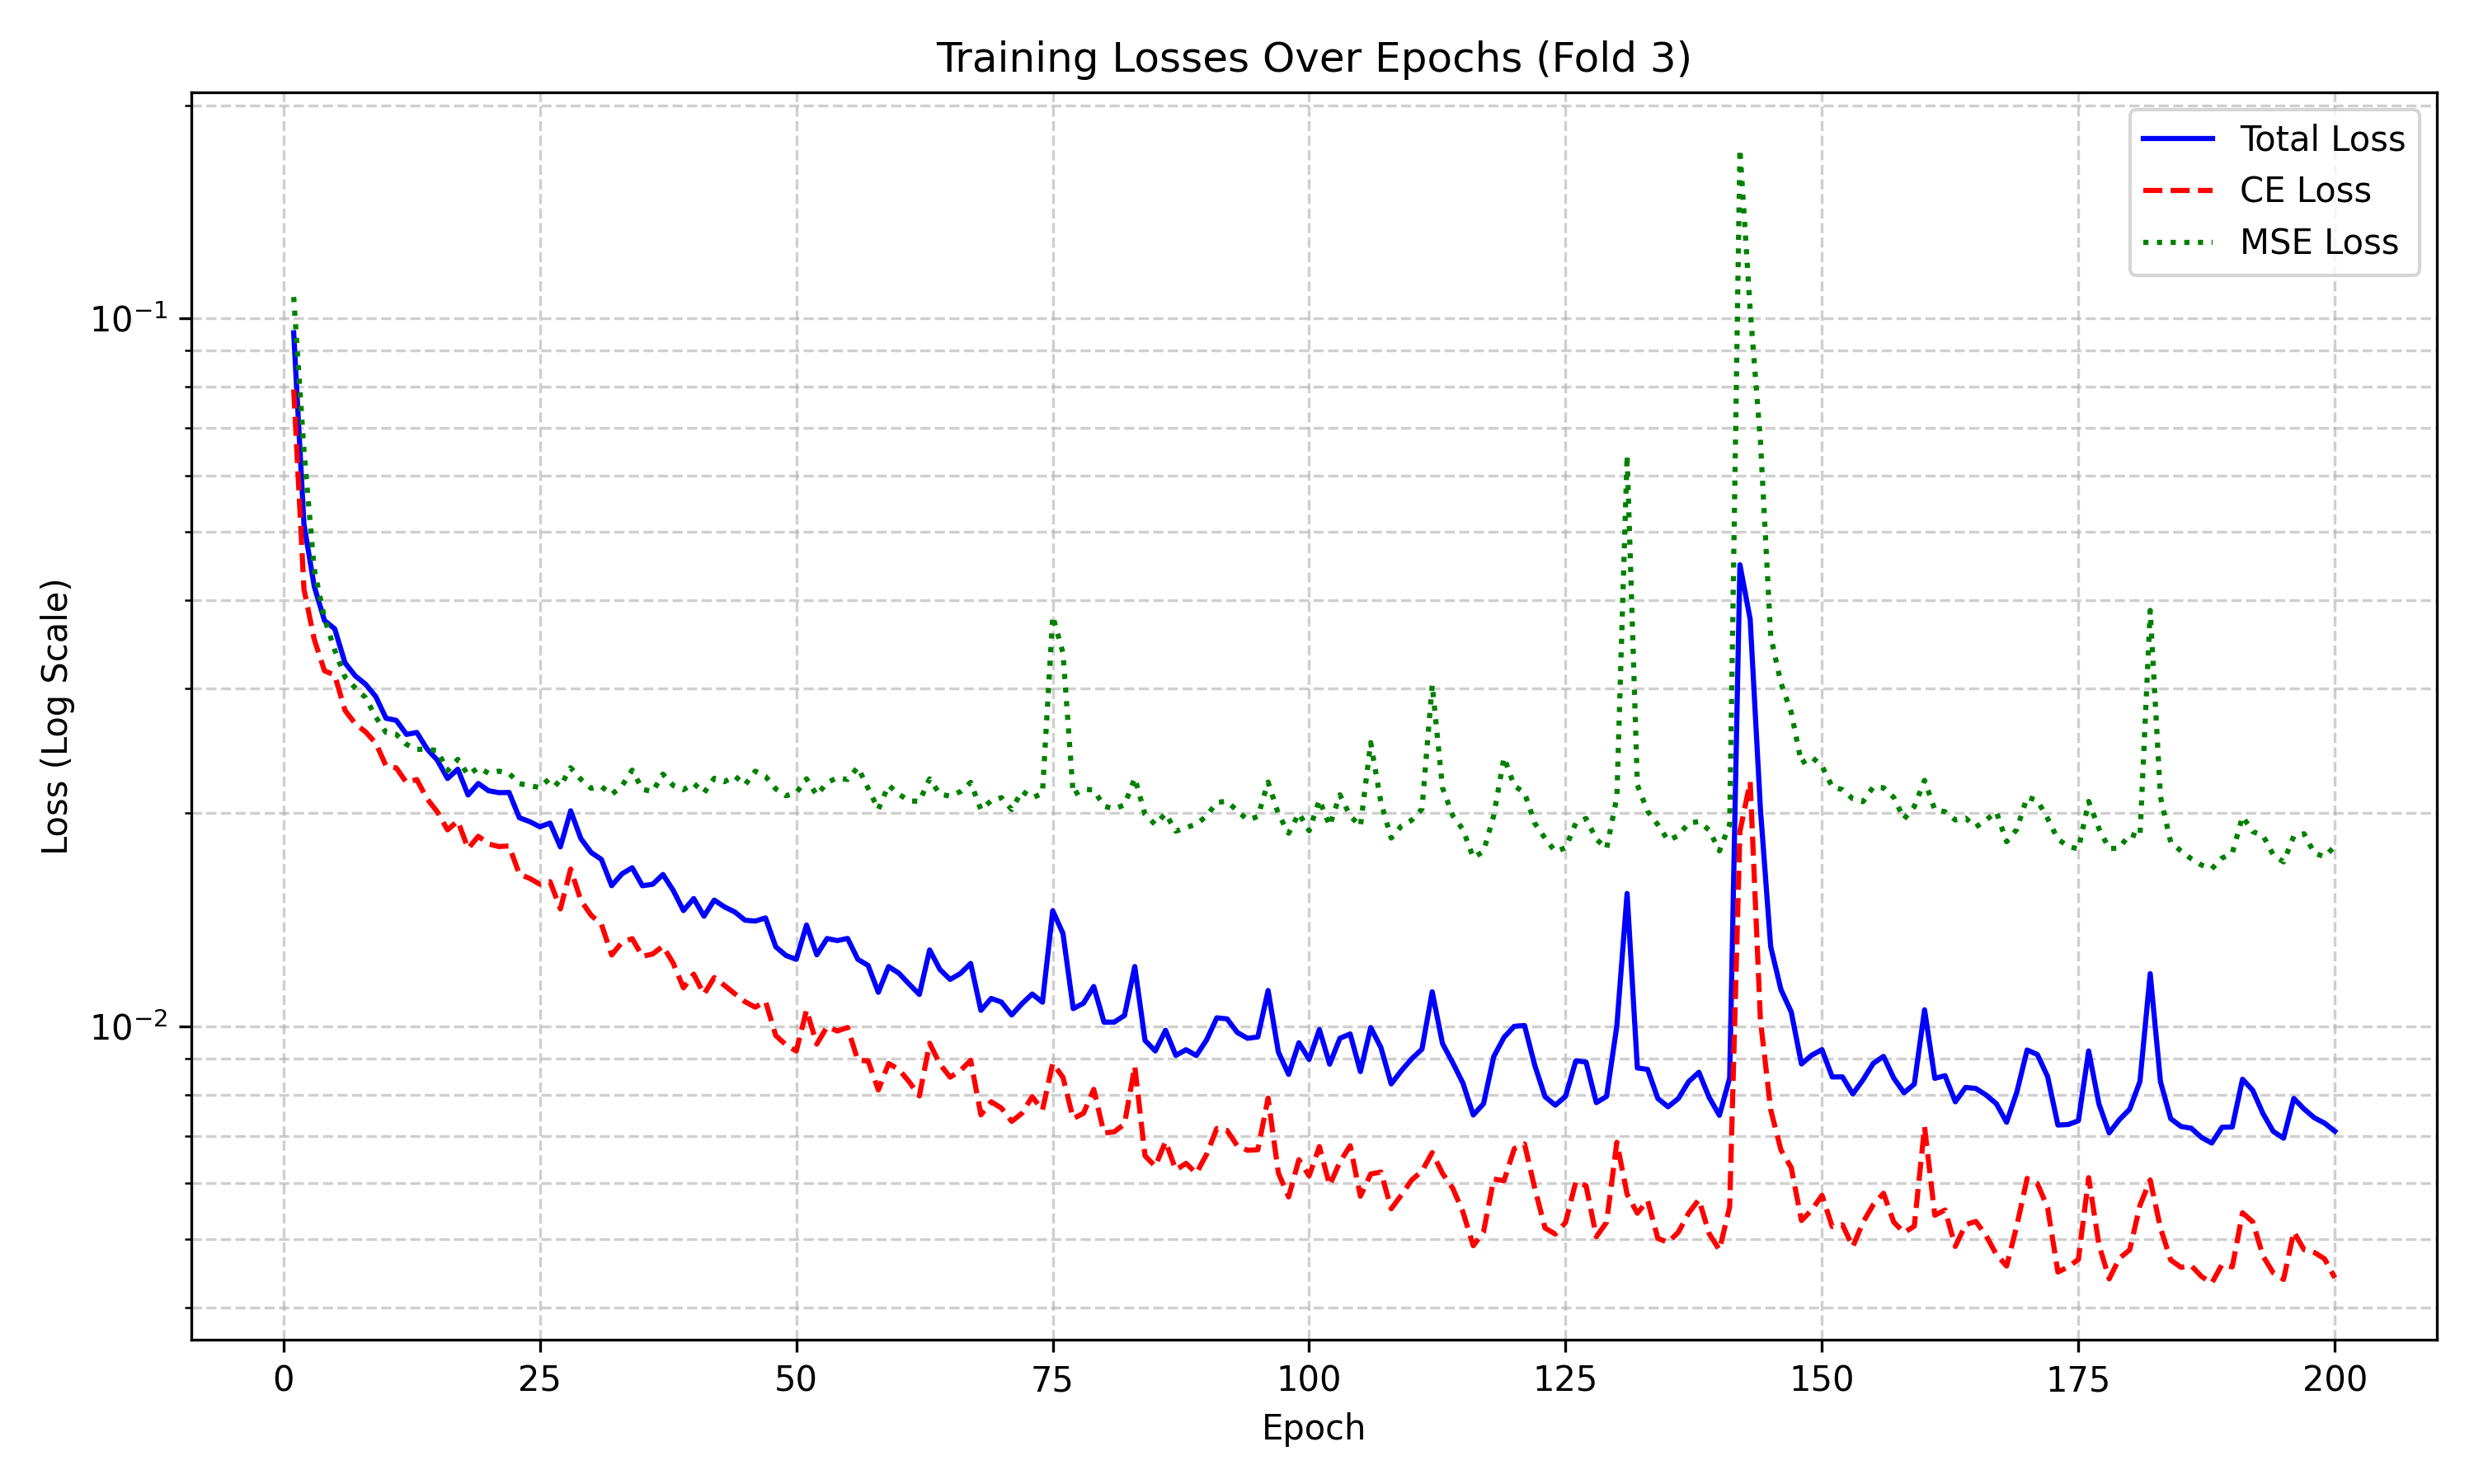 Training Losses Over Epochs (Fold 3)
Total Loss
CE Loss
MSE Loss
Loss (Log Scale)
10⁻¹
10⁻²
0 25 50 75 100 125 150 175 200
Epoch